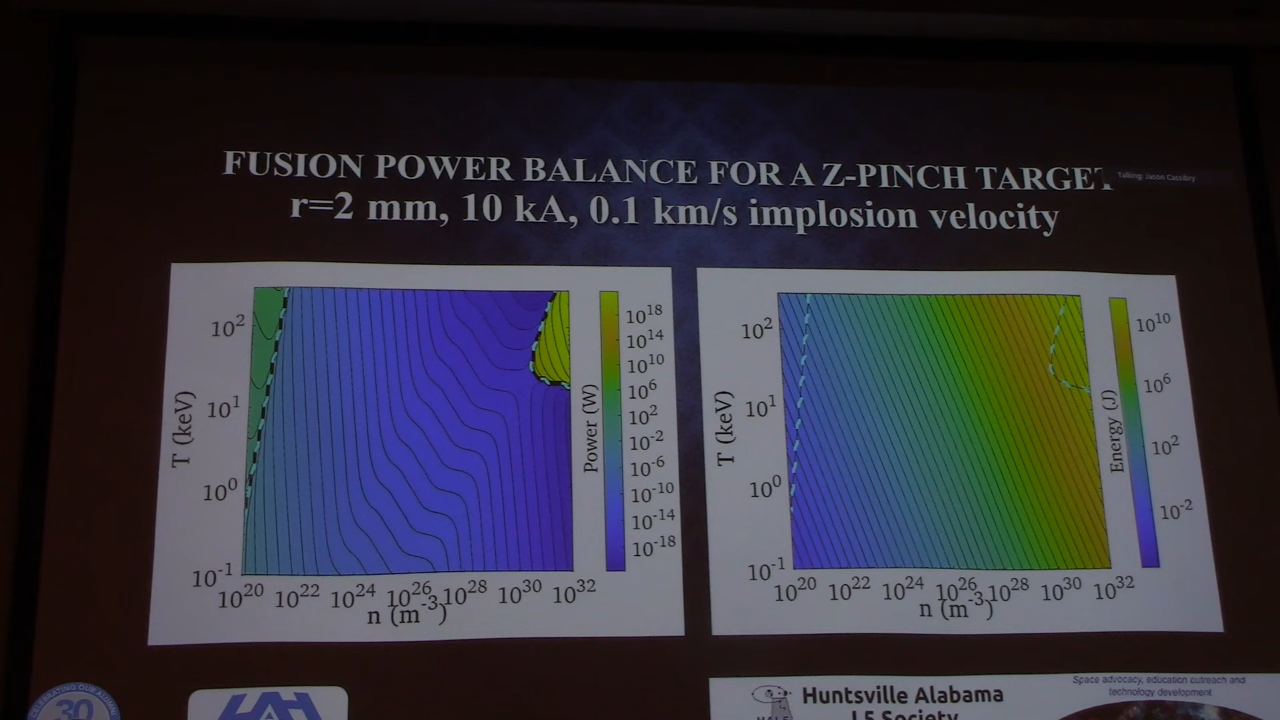 FUSION POWER BALANCE FOR A Z-PINCH TARGET
Talking: Jason Cassibry
r=2 mm, 10 kA, 0.1 km/s implosion velocity
10²
10¹
10⁰
10⁻¹
T (keV)
10²⁰ 10²² 10²⁴ 10²⁶ 10²⁸ 10³⁰ 10³²
n (m⁻³)
10¹⁸
10¹⁴
10¹⁰
10⁶
10²
10⁻²
10⁻⁶
10⁻¹⁰
10⁻¹⁴
10⁻¹⁸
Power (W)
10²
10¹
10⁰
10⁻¹
T (keV)
10²⁰ 10²² 10²⁴ 10²⁶ 10²⁸ 10³⁰ 10³²
n (m⁻³)
10¹⁰
10⁶
10²
10⁻²
Energy (J)
CELEBRATING OUR
30
UAH
HAL5
Huntsville Alabama
L5 Society
Space advocacy, education outreach and
technology development